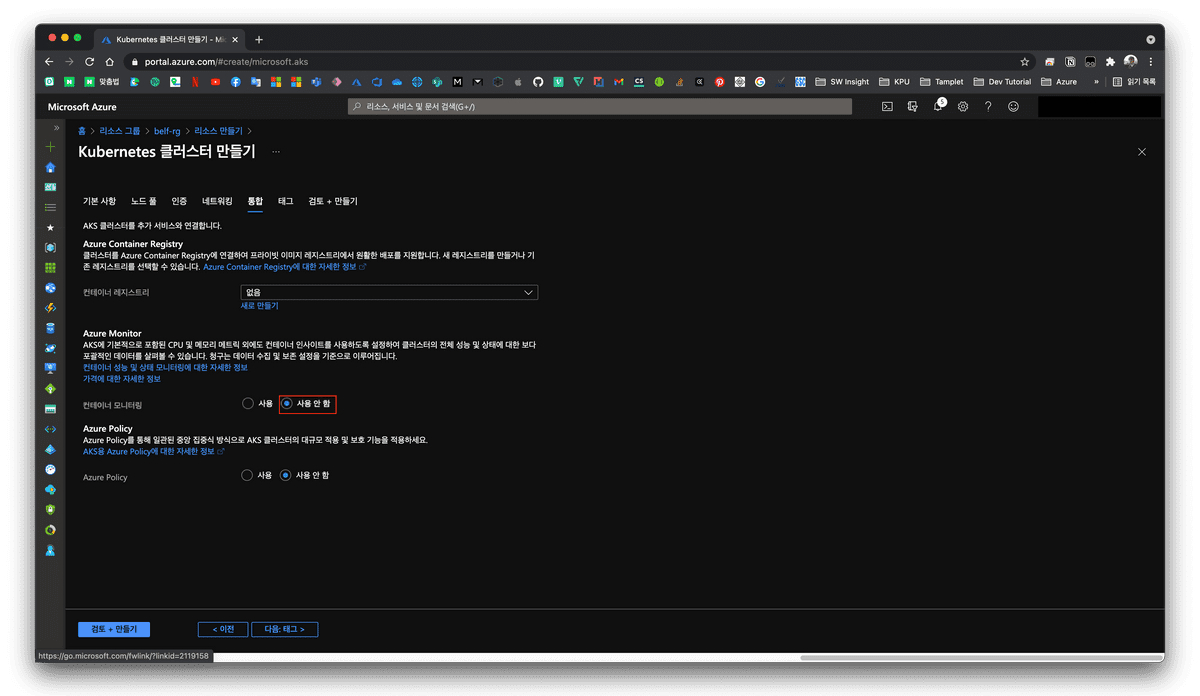 Kubernetes 클러스터 만들기 - Mi
portal.azure.com/#create/microsoft.aks
맞춤법 SW Insight KPU Tamplet Dev Tutorial Azure » 읽기 목록
Microsoft Azure
리소스, 서비스 및 문서 검색(G+/)
5
홈 > 리소스 그룹 > belf-rg > 리소스 만들기 >
Kubernetes 클러스터 만들기 ...
기본 사항 노드 풀 인증 네트워킹 통합 태그 검토 + 만들기
AKS 클러스터를 추가 서비스와 연결합니다.
Azure Container Registry
클러스터를 Azure Container Registry에 연결하여 프라이빗 이미지 레지스트리에서 원활한 배포를 지원합니다. 새 레지스트리를 만들거나 기
존 레지스트리를 선택할 수 있습니다. Azure Container Registry에 대한 자세한 정보
컨테이너 레지스트리
없음
새로 만들기
Azure Monitor
AKS에 기본적으로 포함된 CPU 및 메모리 메트릭 외에도 컨테이너 인사이트를 사용하도록 설정하여 클러스터의 전체 성능 및 상태에 대한 보다
포괄적인 데이터를 살펴볼 수 있습니다. 청구는 데이터 수집 및 보존 설정을 기준으로 이루어집니다.
컨테이너 성능 및 상태 모니터링에 대한 자세한 정보
가격에 대한 자세한 정보
컨테이너 모니터링 사용 사용 안 함
Azure Policy
Azure Policy를 통해 일관된 중앙 집중식 방식으로 AKS 클러스터의 대규모 적용 및 보호 기능을 적용하세요.
AKS용 Azure Policy에 대한 자세한 정보
Azure Policy 사용 사용 안 함
검토 + 만들기 < 이전 다음: 태그 >
https://go.microsoft.com/fwlink/?linkid=2119158